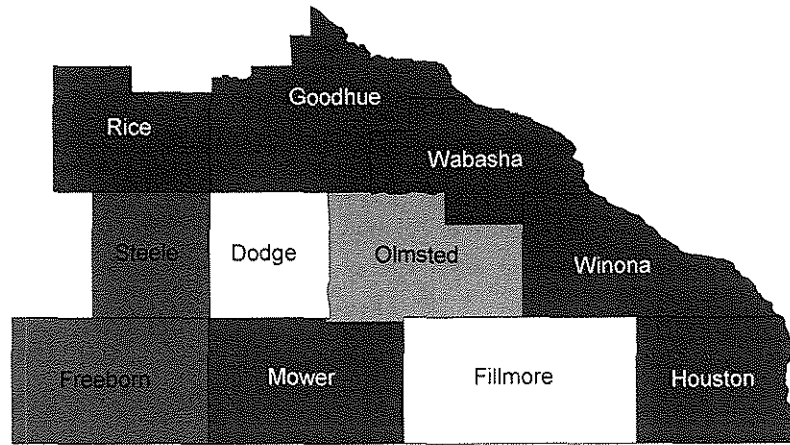 Goodhue
Rice
Wabasha
Steele
Dodge
Olmsted
Winona
Freeborn
Mower
Fillmore
Houston